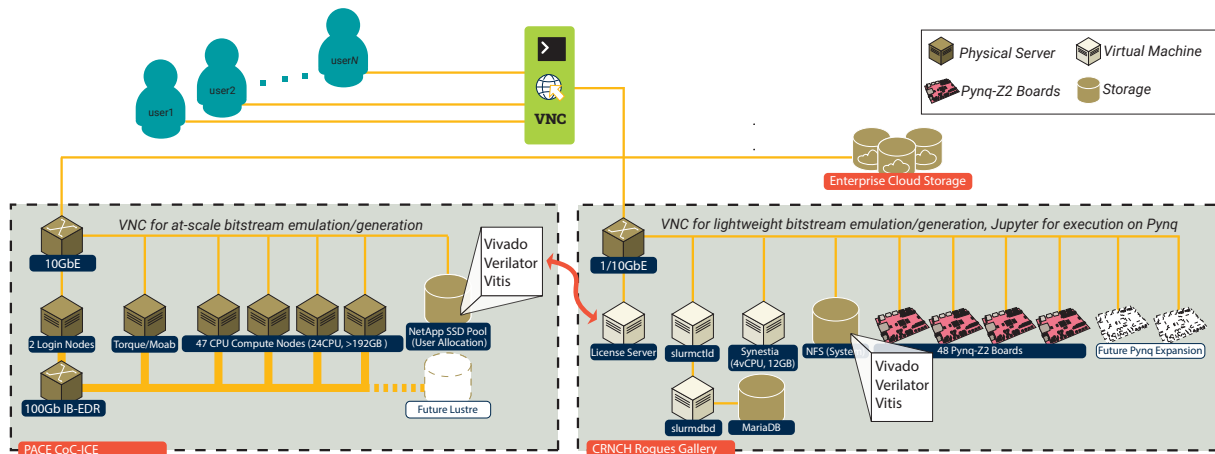 user1
user2
userN
VNC
Physical Server
Virtual Machine
Pynq-Z2 Boards
Storage
Enterprise Cloud Storage
VNC for at-scale bitstream emulation/generation
10GbE
2 Login Nodes
Torque/Moab
47 CPU Compute Nodes (24CPU, >192GB )
NetApp SSD Pool
(User Allocation)
Vivado
Verilator
Vitis
100Gb IB-EDR
Future Lustre
PACE CoC-ICE
VNC for lightweight bitstream emulation/generation, Jupyter for execution on Pynq
1/10GbE
License Server
slurmctld
Synestia
(4vCPU, 12GB)
NFS (System)
48 Pynq-Z2 Boards
Future Pynq Expansion
Vivado
Verilator
Vitis
slurmdbd
MariaDB
CRNCH Rogues Gallery